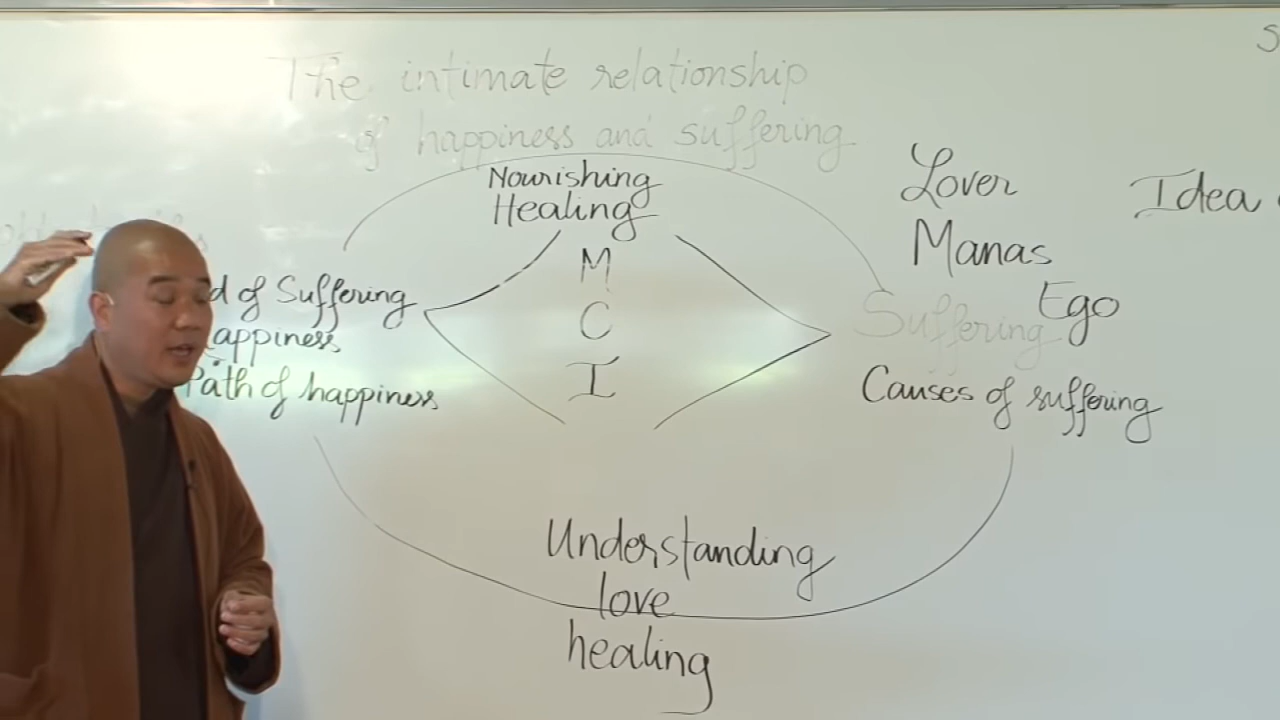 The intimate relationship
of happiness and suffering
Nourishing
Healing
M
C
I
d of Suffering
appiness
Path of happiness
Lover
Manas
Ego
Idea
Suffering
Causes of suffering
Understanding
love
healing
S